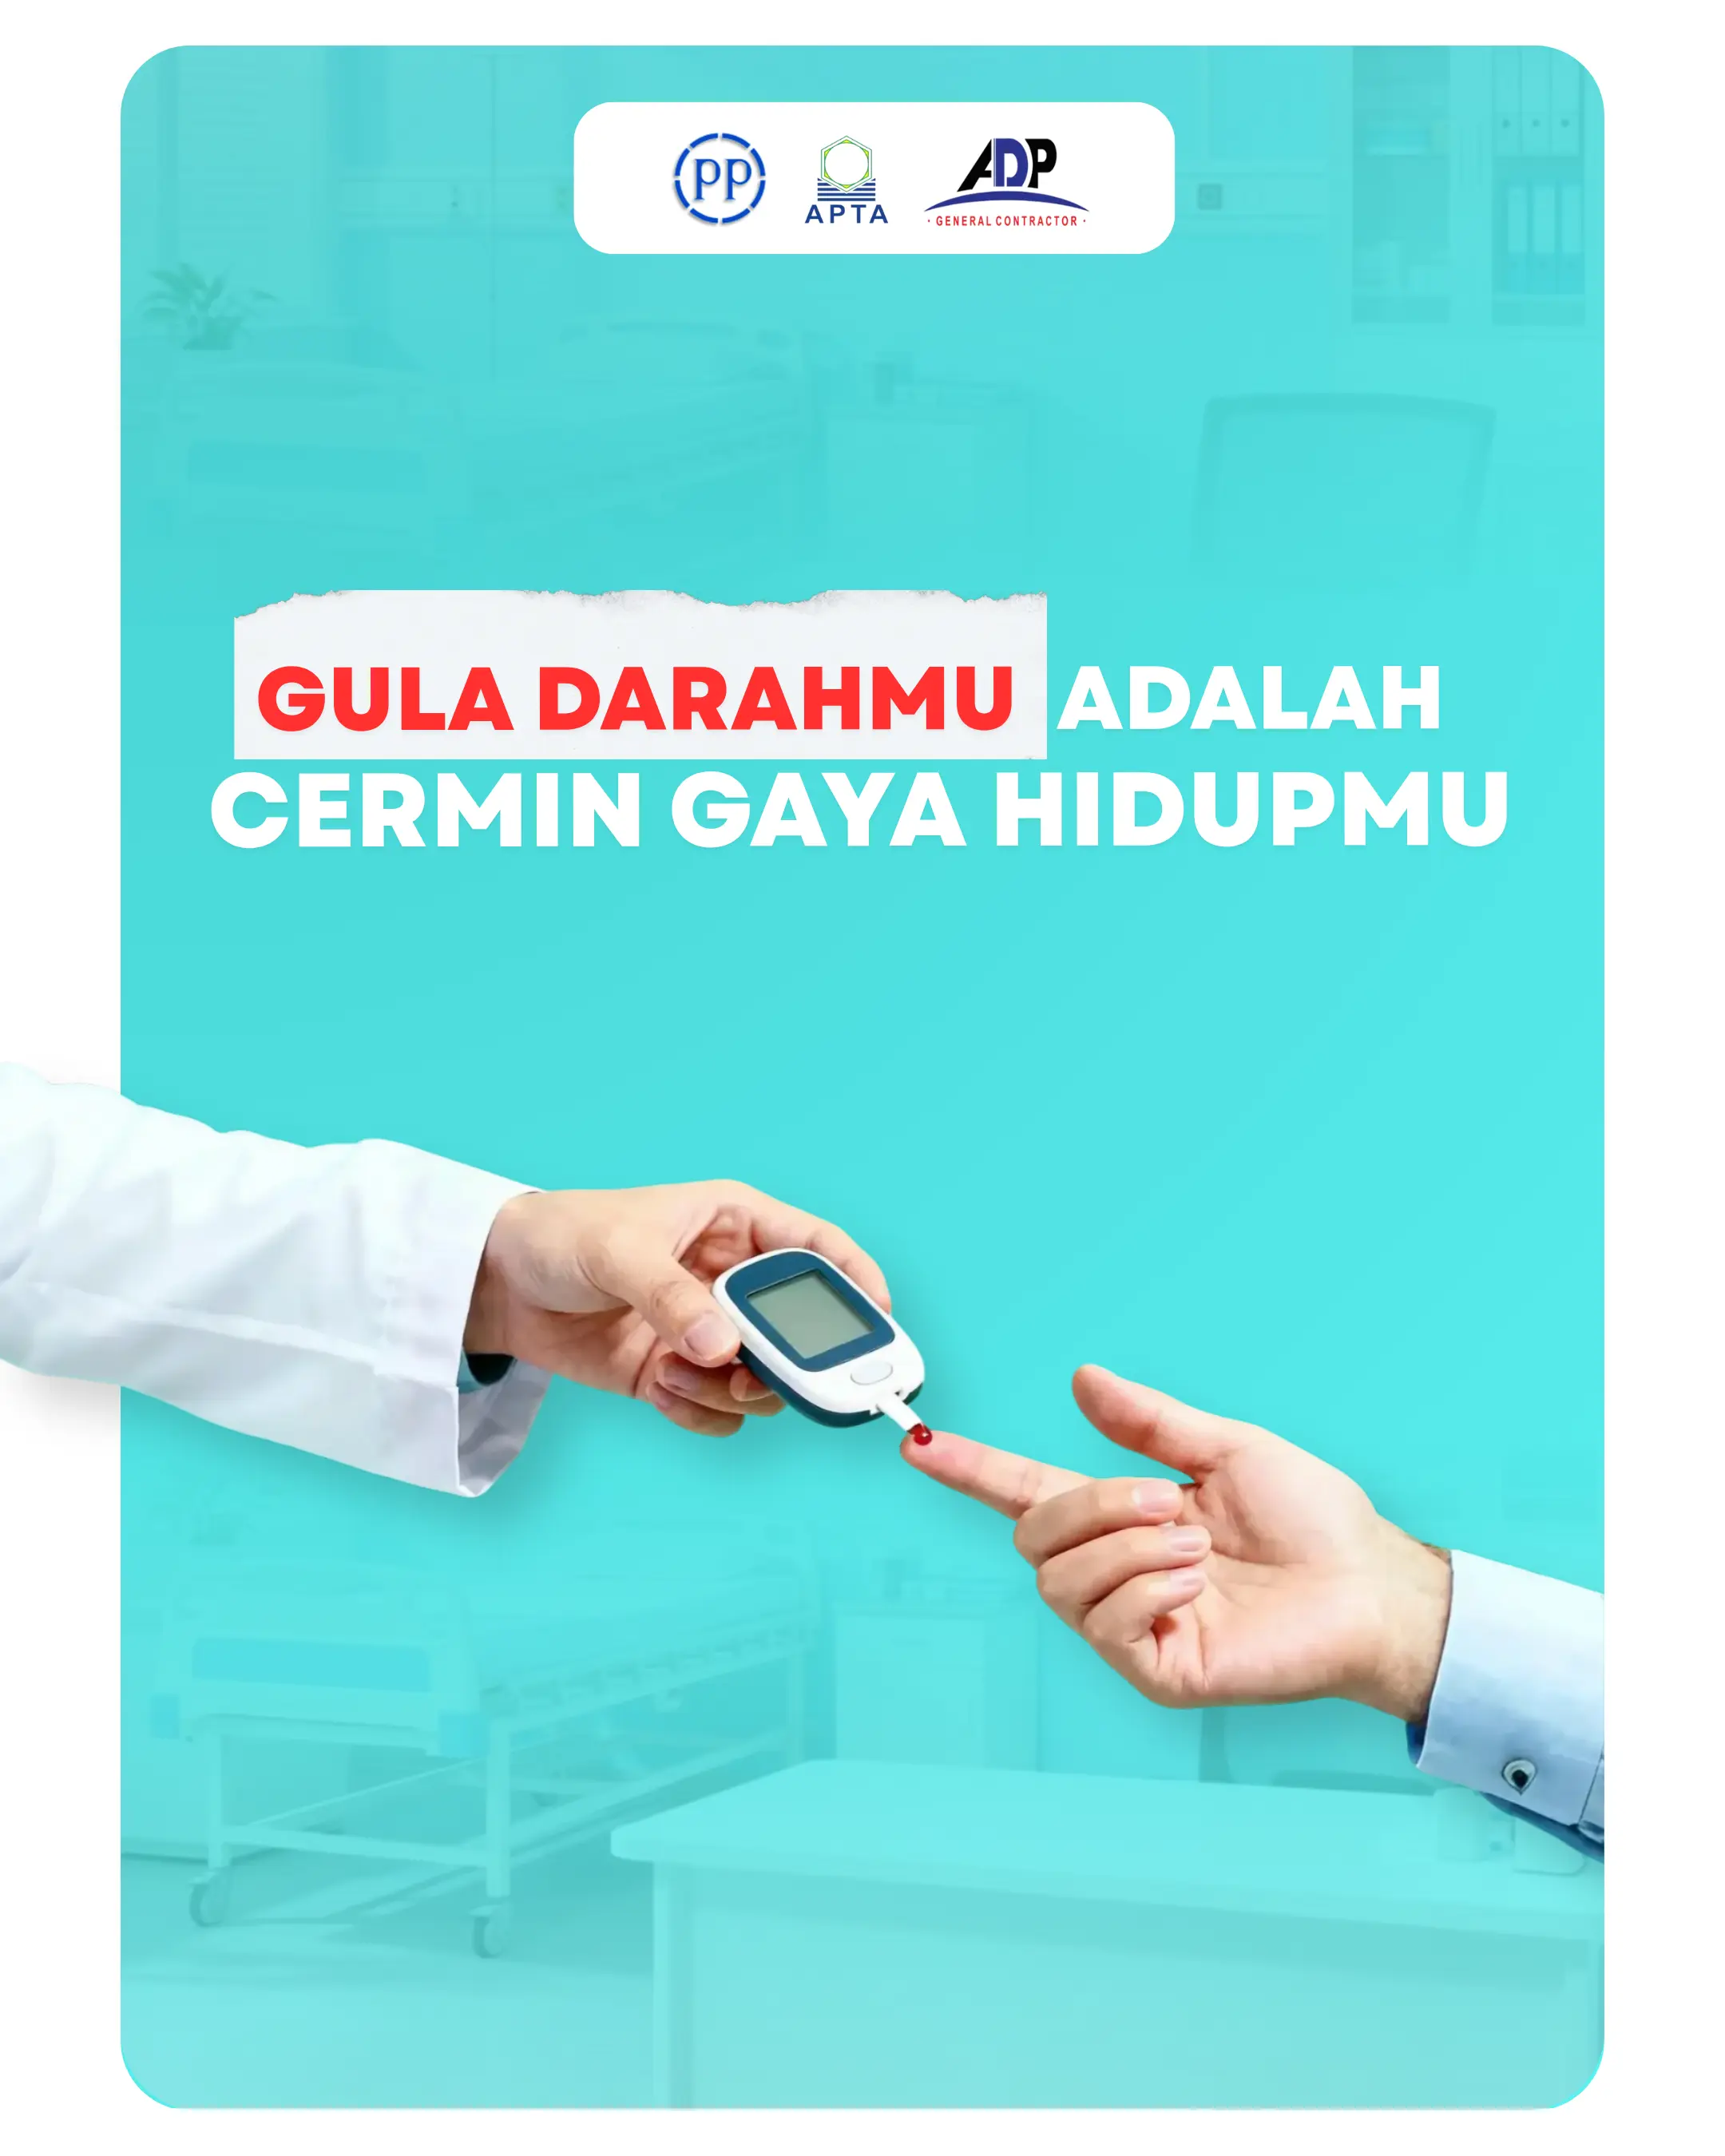 PP
APTA
ADP
· GENERAL CONTRACTOR ·
GULA DARAHMU ADALAH
CERMIN GAYA HIDUPMU